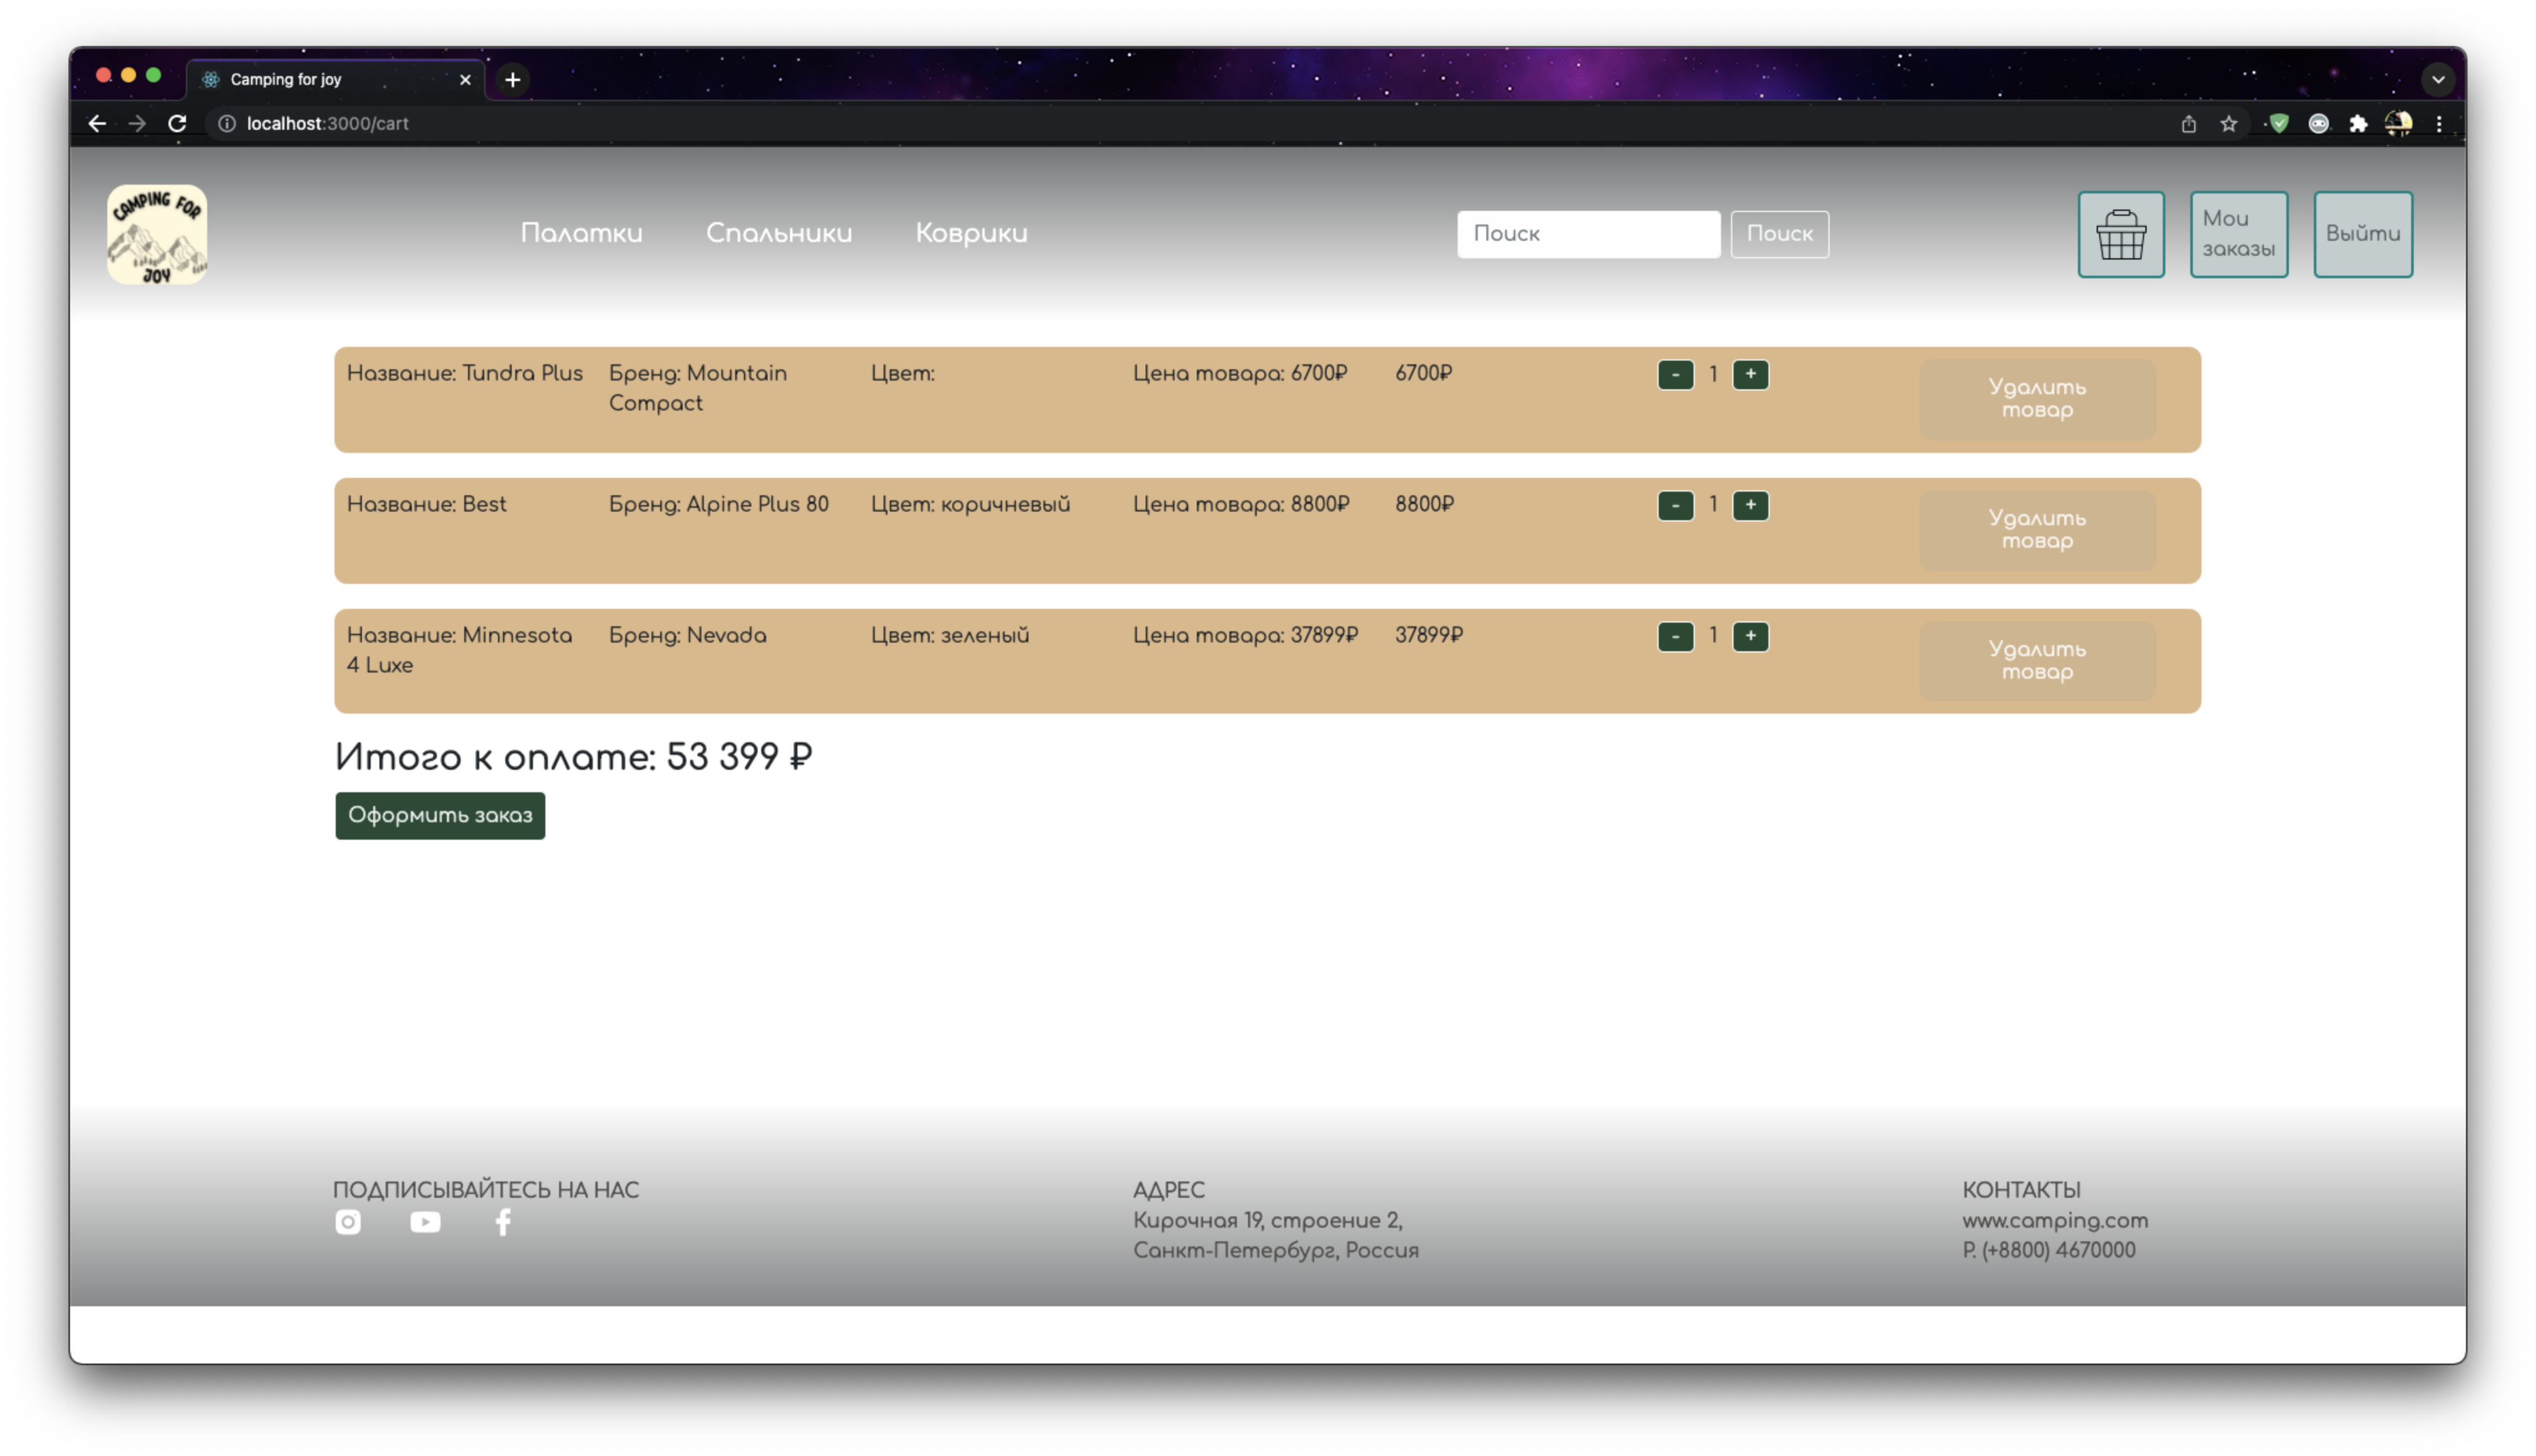 Camping for joy
localhost:3000/cart
CAMPING FOR
JOY
Палатки Спальники Коврики
Поиск Поиск
Мои
заказы
Выйти
Название: Tundra Plus Бренд: Mountain
Compact
Цвет: Цена товара: 6700₽ 6700₽ - 1 + Удалить
товар
Название: Best Бренд: Alpine Plus 80 Цвет: коричневый Цена товара: 8800₽ 8800₽ - 1 + Удалить
товар
Название: Minnesota
4 Luxe
Бренд: Nevada Цвет: зеленый Цена товара: 37899₽ 37899₽ - 1 + Удалить
товар
Итого к оплате: 53 399 ₽
Оформить заказ
ПОДПИСЫВАЙТЕСЬ НА НАС
АДРЕС
Кирочная 19, строение 2,
Санкт-Петербург, Россия
КОНТАКТЫ
www.camping.com
P. (+8800) 4670000